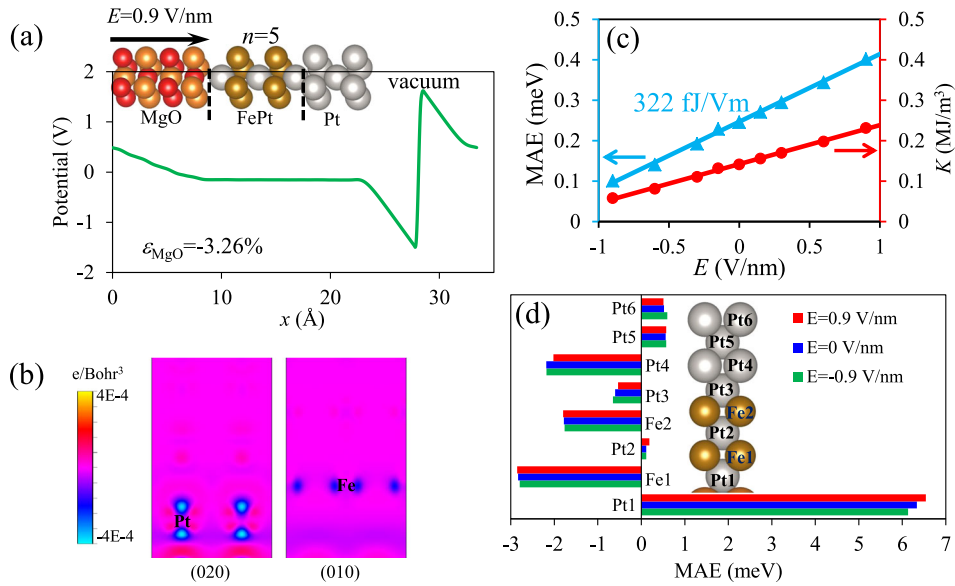 (a)
E=0.9 V/nm
n=5
vacuum
MgO
FePt
Pt
Potential (V)
2
1
0
-1
-2
εMgO=-3.26%
0
10
20
30
x (Å)
(b)
e/Bohr³
4E-4
-4E-4
Pt
Fe
(020)
(010)
(c)
MAE (meV)
0.5
0.4
0.3
0.2
0.1
0
322 fJ/Vm
0.5
0.4
0.3
0.2
0.1
0
K (MJ/m³)
-1
-0.5
0
0.5
1
E (V/nm)
(d)
Pt6
Pt5
Pt4
Pt3
Fe2
Pt2
Fe1
Pt1
Pt6
Pt5
Pt4
Pt3
Fe2
Pt2
Fe1
Pt1
E=0.9 V/nm
E=0 V/nm
E=-0.9 V/nm
-3
-2
-1
0
1
2
3
4
5
6
7
MAE (meV)